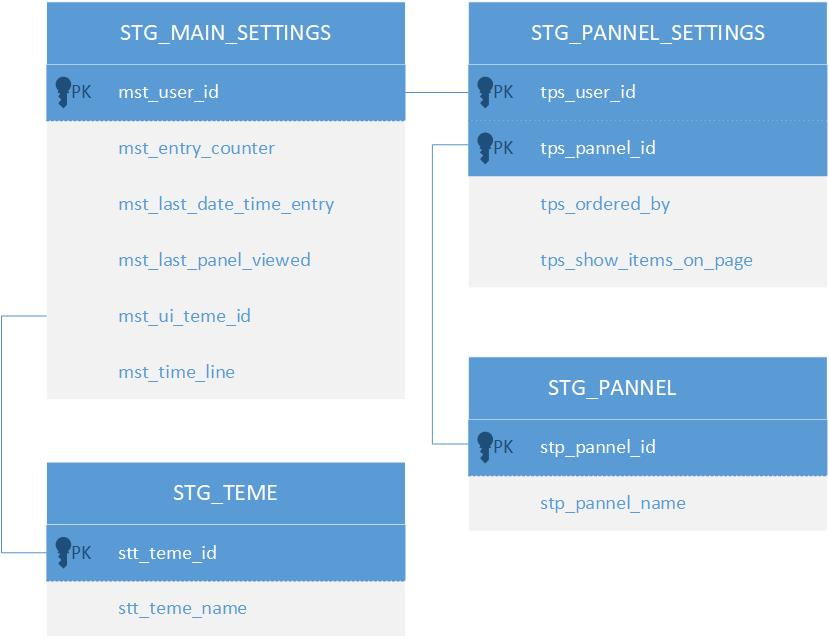 STG_MAIN_SETTINGS
PK mst_user_id
mst_entry_counter
mst_last_date_time_entry
mst_last_panel_viewed
mst_ui_teme_id
mst_time_line
STG_PANNEL_SETTINGS
PK tps_user_id
PK tps_pannel_id
tps_ordered_by
tps_show_items_on_page
STG_TEME
PK stt_teme_id
stt_teme_name
STG_PANNEL
PK stp_pannel_id
stp_pannel_name